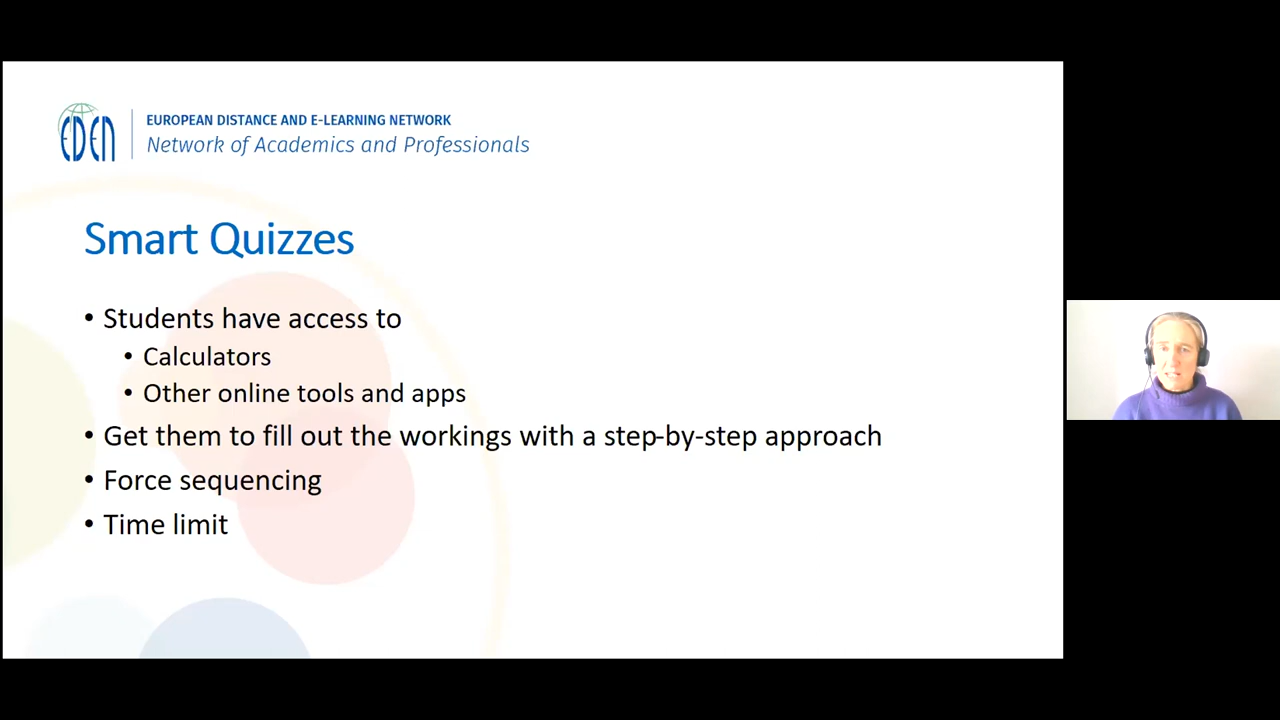 EDEN
EUROPEAN DISTANCE AND E-LEARNING NETWORK
Network of Academics and Professionals
Smart Quizzes
• Students have access to
• Calculators
• Other online tools and apps
• Get them to fill out the workings with a step-by-step approach
• Force sequencing
• Time limit